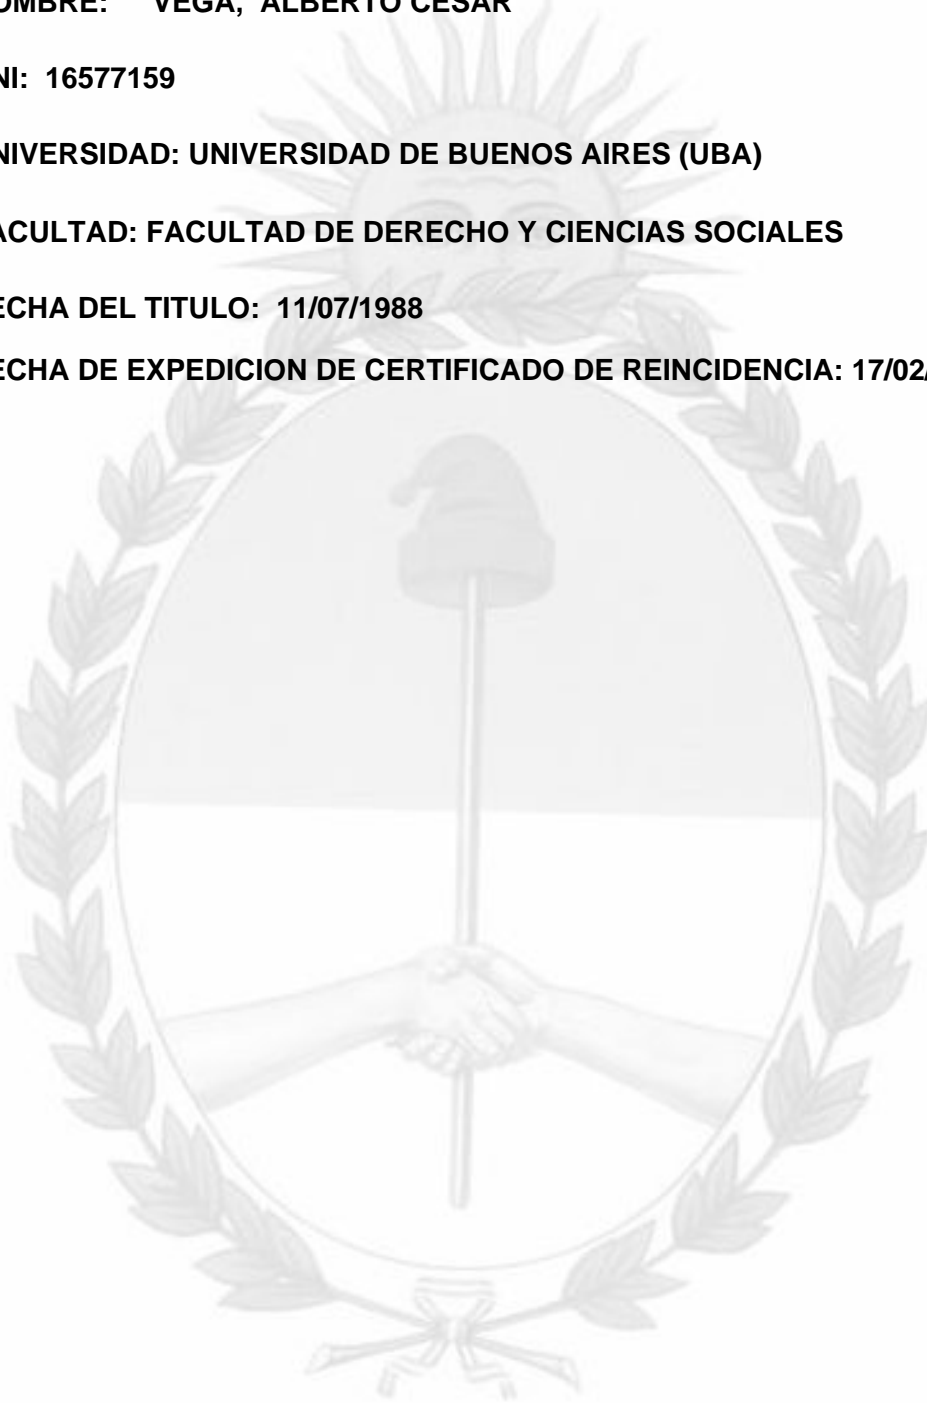 OMBRE: VEGA, ALBERTO CESAR
NI: 16577159
NIVERSIDAD: UNIVERSIDAD DE BUENOS AIRES (UBA)
ACULTAD: FACULTAD DE DERECHO Y CIENCIAS SOCIALES
ECHA DEL TITULO: 11/07/1988
ECHA DE EXPEDICION DE CERTIFICADO DE REINCIDENCIA: 17/02/